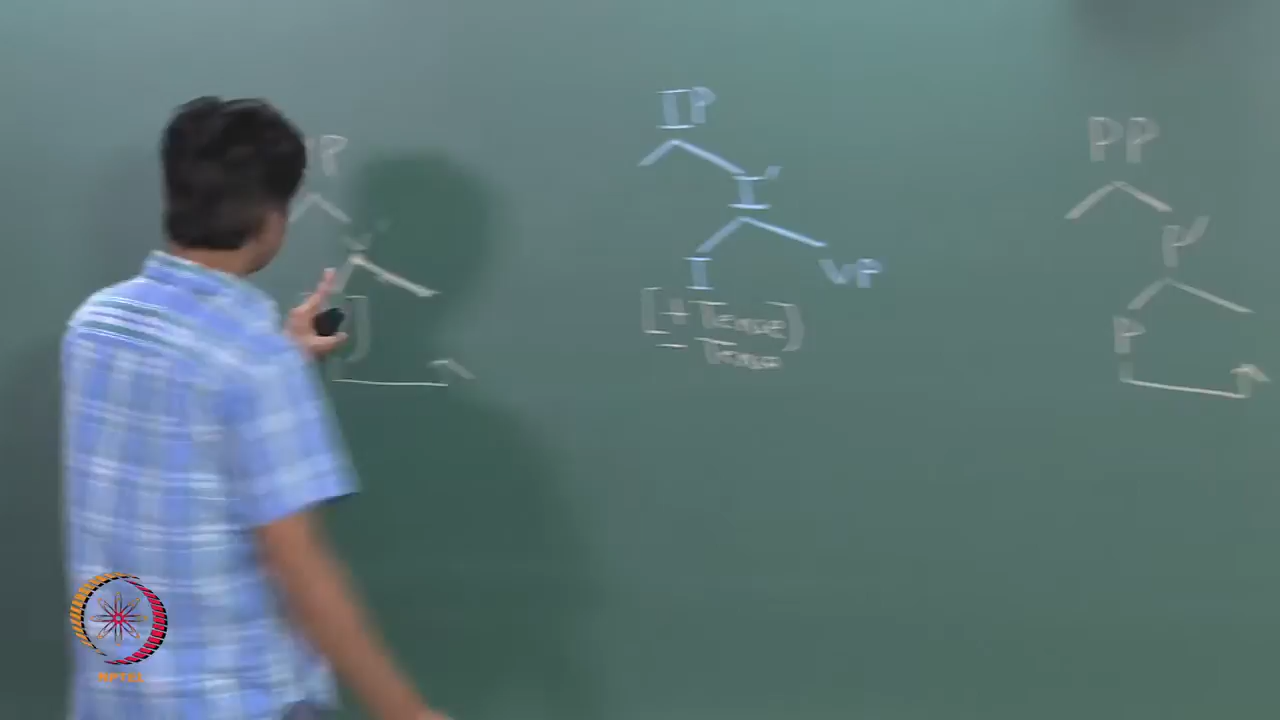 IP
I'
I
VP
[+ Tense]
- Tense
PP
P'
P
NPTEL